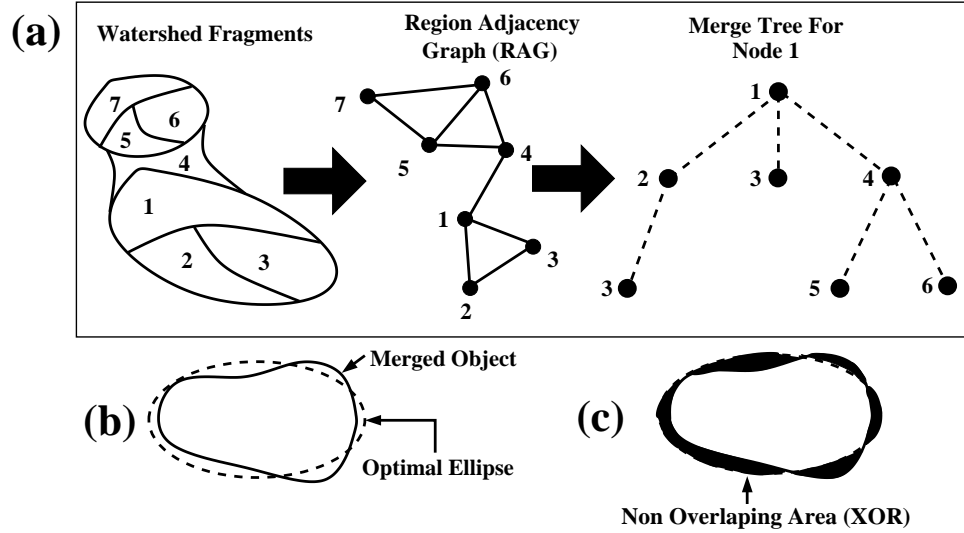 (a)
Watershed Fragments
Region Adjacency
Graph (RAG)
Merge Tree For
Node 1
7
6
5
4
1
2
3
6
7
5
4
1
3
2
1
2
3
4
3
5
6
(b)
Merged Object
Optimal Ellipse
(c)
Non Overlaping Area (XOR)